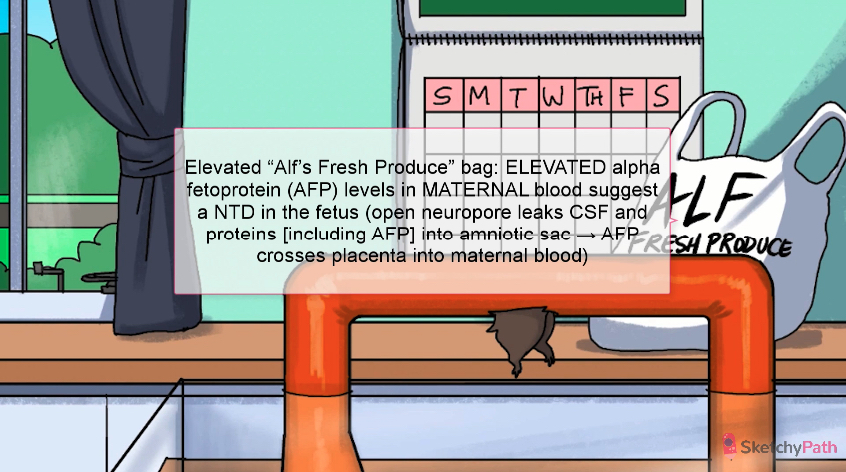 S M T W TH F S
Elevated “Alf’s Fresh Produce” bag: ELEVATED alpha
fetoprotein (AFP) levels in MATERNAL blood suggest
a NTD in the fetus (open neuropore leaks CSF and
proteins [including AFP] into amniotic sac → AFP
crosses placenta into maternal blood)
ALF
FRESH PRODUCE
SketchyPath